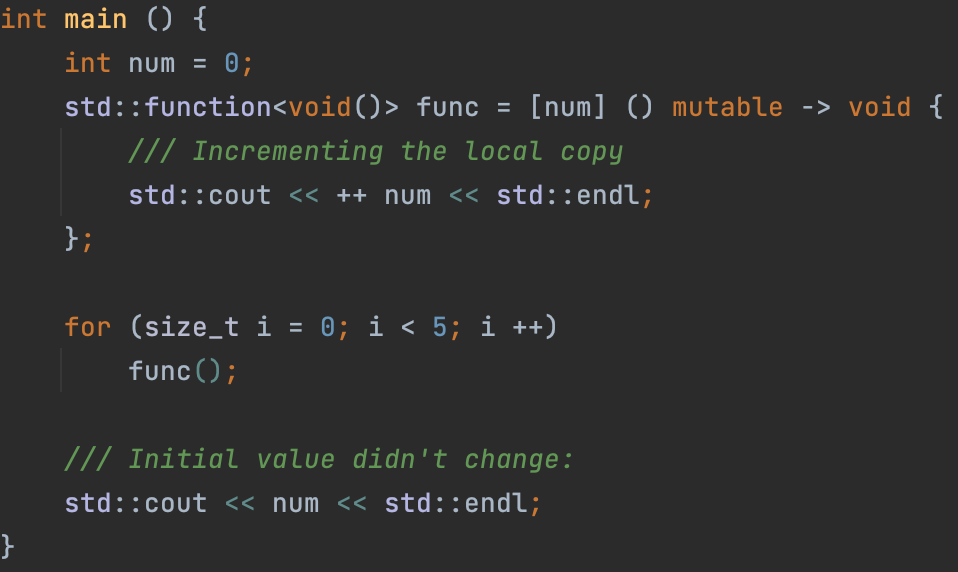 int main () {
    int num = 0;
    std::function<void()> func = [num] () mutable -> void {
        /// Incrementing the local copy
        std::cout << ++ num << std::endl;
    };

    for (size_t i = 0; i < 5; i ++)
        func();

    /// Initial value didn't change:
    std::cout << num << std::endl;
}